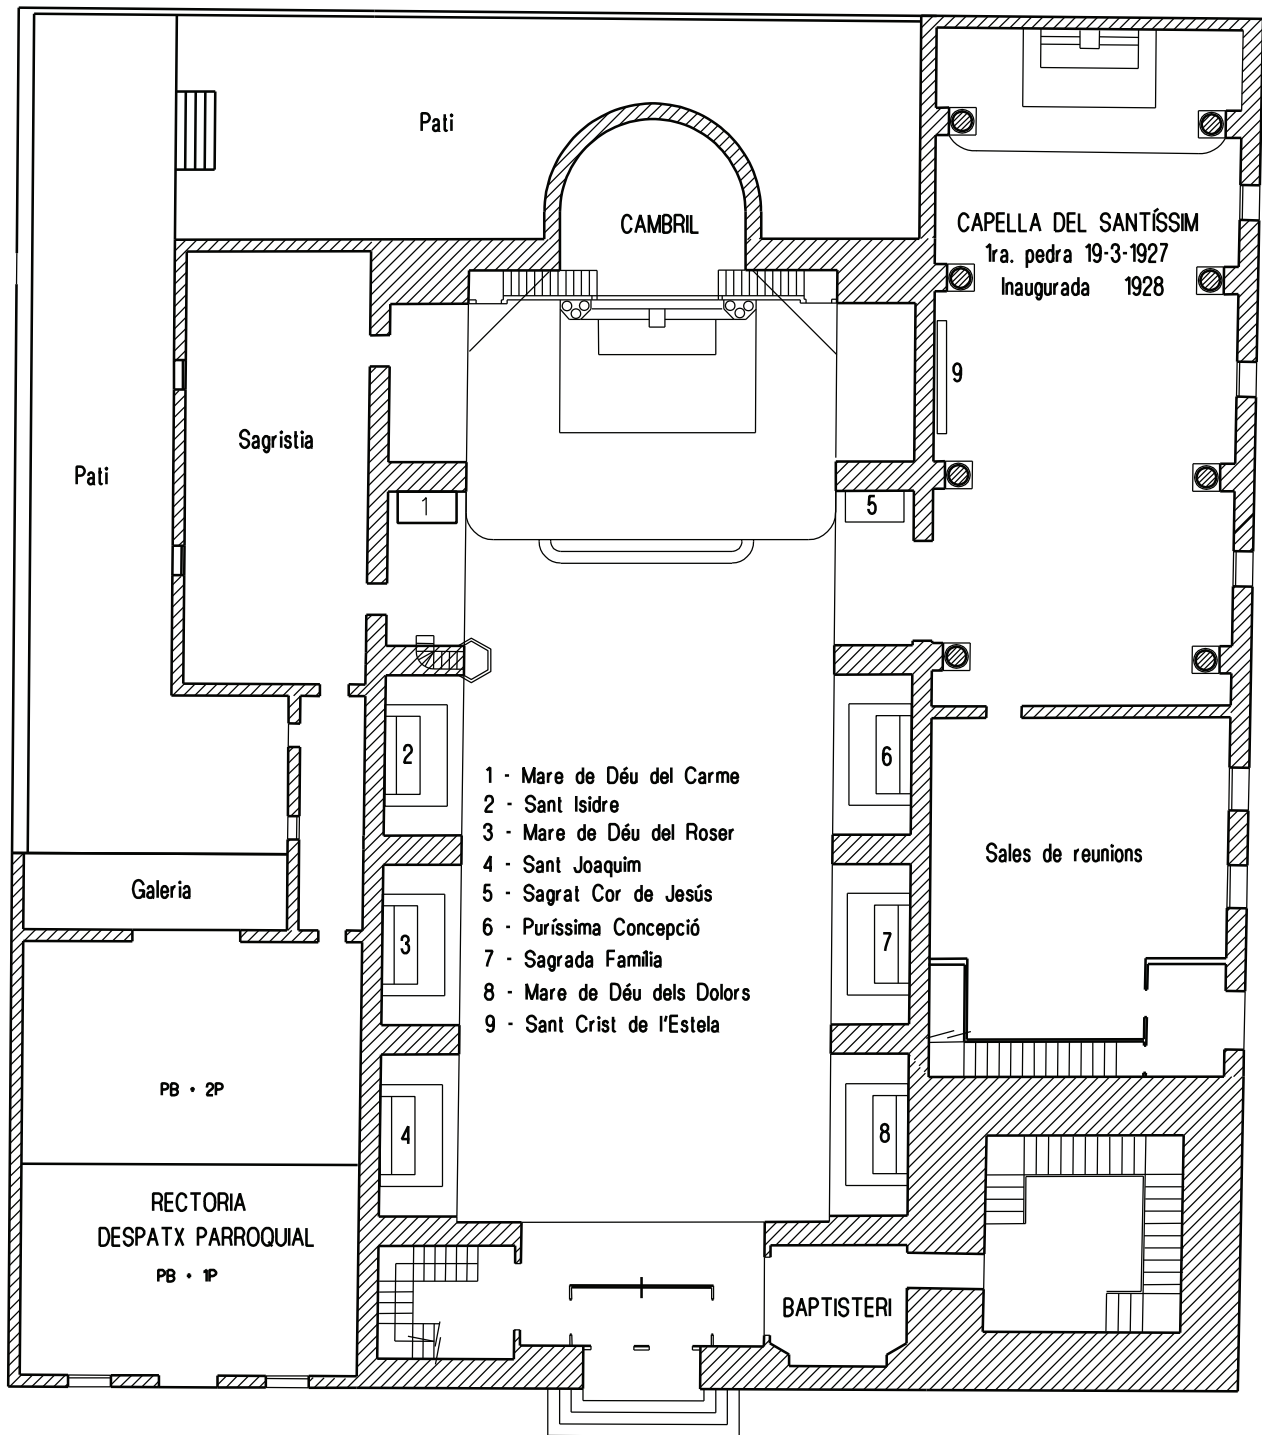 Pati
CAMBRIL
CAPELLA DEL SANTÍSSIM
1ra. pedra 19-3-1927
Inaugurada 1928
9
Sagristia
Pati
1
5
2
6
1 - Mare de Déu del Carme
2 - Sant Isidre
3 - Mare de Déu del Roser
4 - Sant Joaquim
5 - Sagrat Cor de Jesús
6 - Puríssima Concepció
7 - Sagrada Família
8 - Mare de Déu dels Dolors
9 - Sant Crist de l'Estela
Sales de reunions
Galeria
3
7
PB + 2P
4
8
RECTORIA
DESPATX PARROQUIAL
PB + 1P
BAPTISTERI